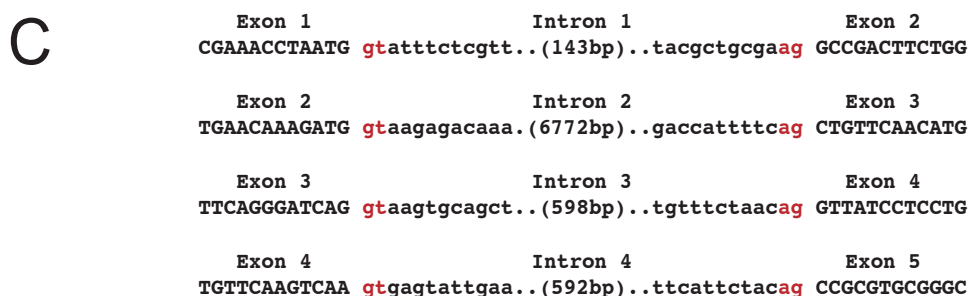 C
Exon 1 Intron 1 Exon 2
CGAAACCTAATG gtatttctcgtt..(143bp)..tacgctgcgaag GCCGACTTCTGG
Exon 2 Intron 2 Exon 3
TGAACAAAGATG gtaagagacaaa.(6772bp)..gaccattttcag CTGTTCAACATG
Exon 3 Intron 3 Exon 4
TTCAGGGATCAG gtaagtgcagct..(598bp)..tgtttctaacag GTTATCCTCCTG
Exon 4 Intron 4 Exon 5
TGTTCAAGTCAA gtgagtattgaa..(592bp)..ttcattctacag CCGCGTGCGGGC